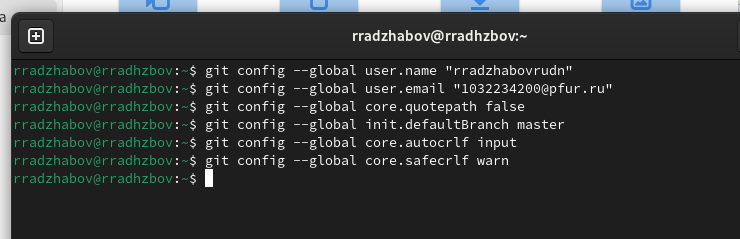 a
rradzhabov@rradhzbov:~
rradzhabov@rradhzbov:~$ git config --global user.name "rradzhabovrudn"
rradzhabov@rradhzbov:~$ git config --global user.email "1032234200@pfur.ru"
rradzhabov@rradhzbov:~$ git config --global core.quotepath false
rradzhabov@rradhzbov:~$ git config --global init.defaultBranch master
rradzhabov@rradhzbov:~$ git config --global core.autocrlf input
rradzhabov@rradhzbov:~$ git config --global core.safecrlf warn
rradzhabov@rradhzbov:~$